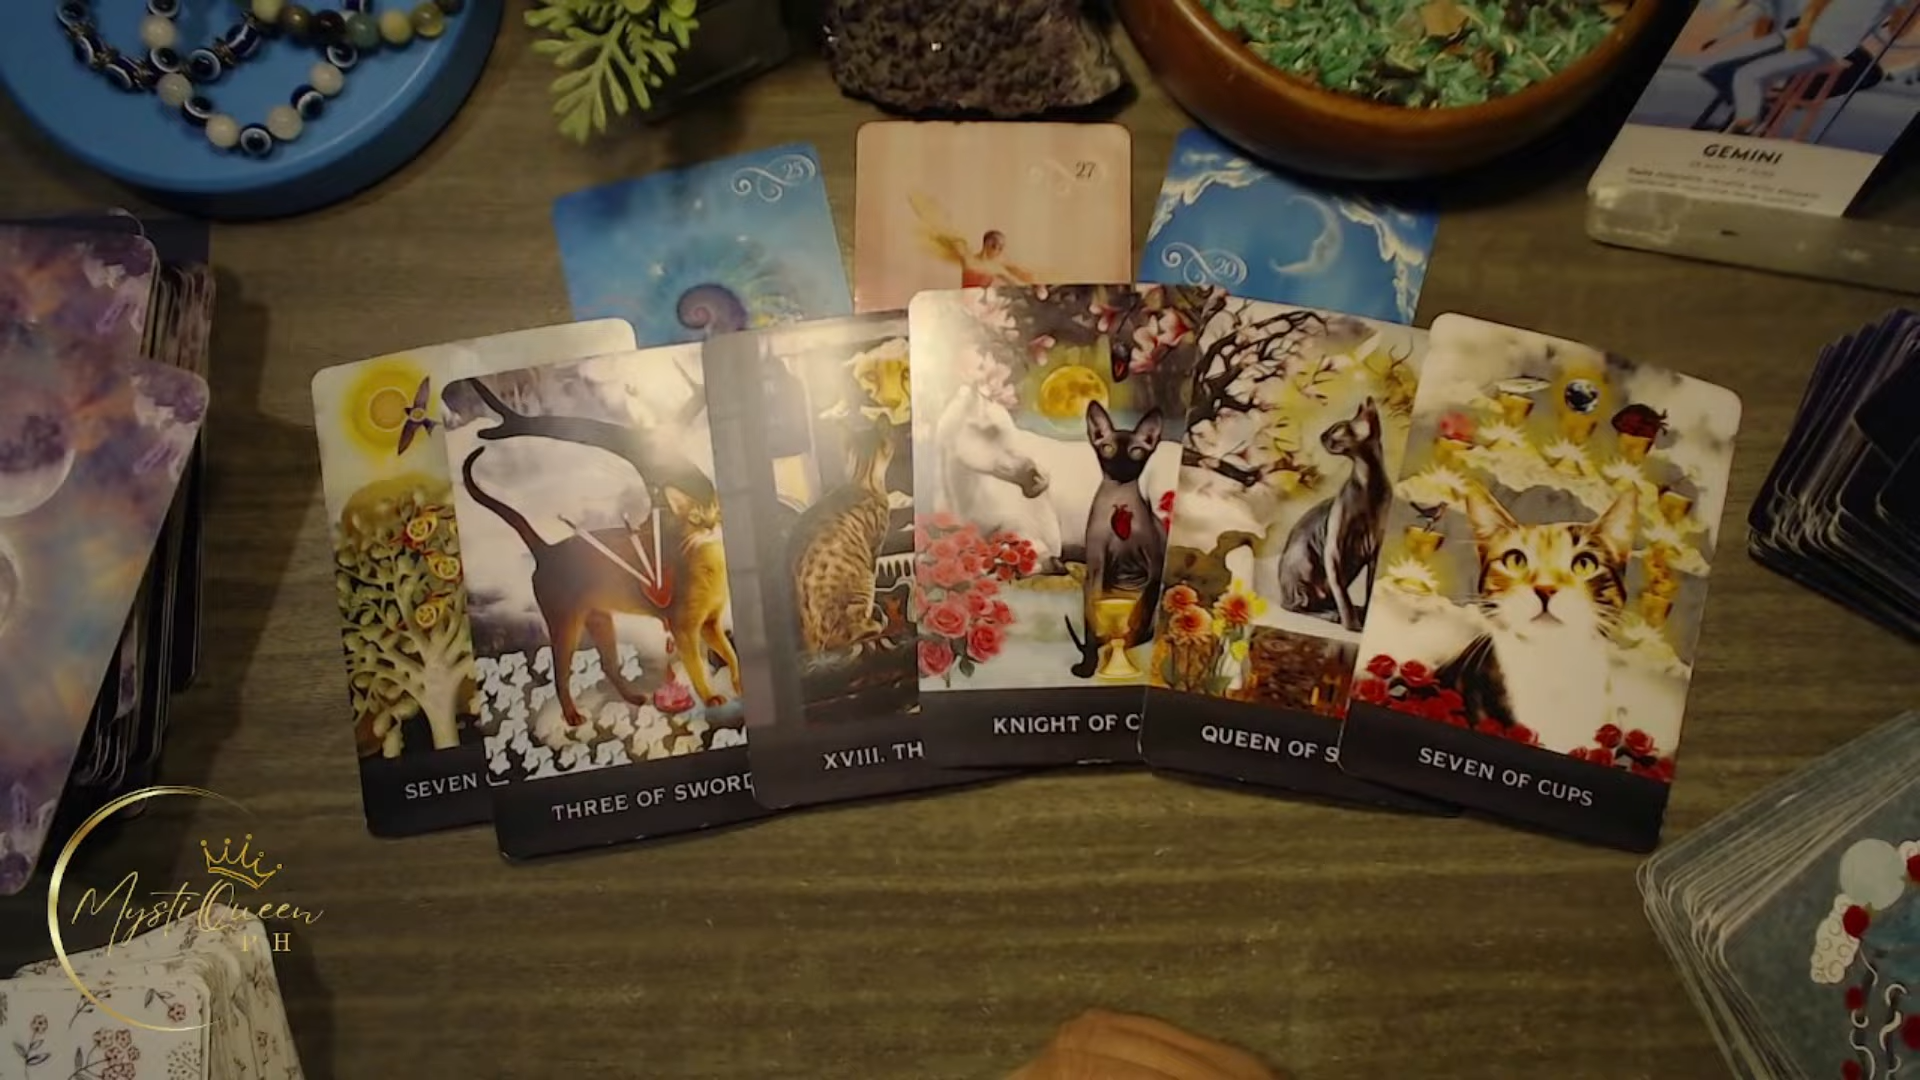 25
27
20
GEMINI
SEVEN
THREE OF SWORD
XVIII. TH
KNIGHT OF C
QUEEN OF S
SEVEN OF CUPS
MystiQueen
PH